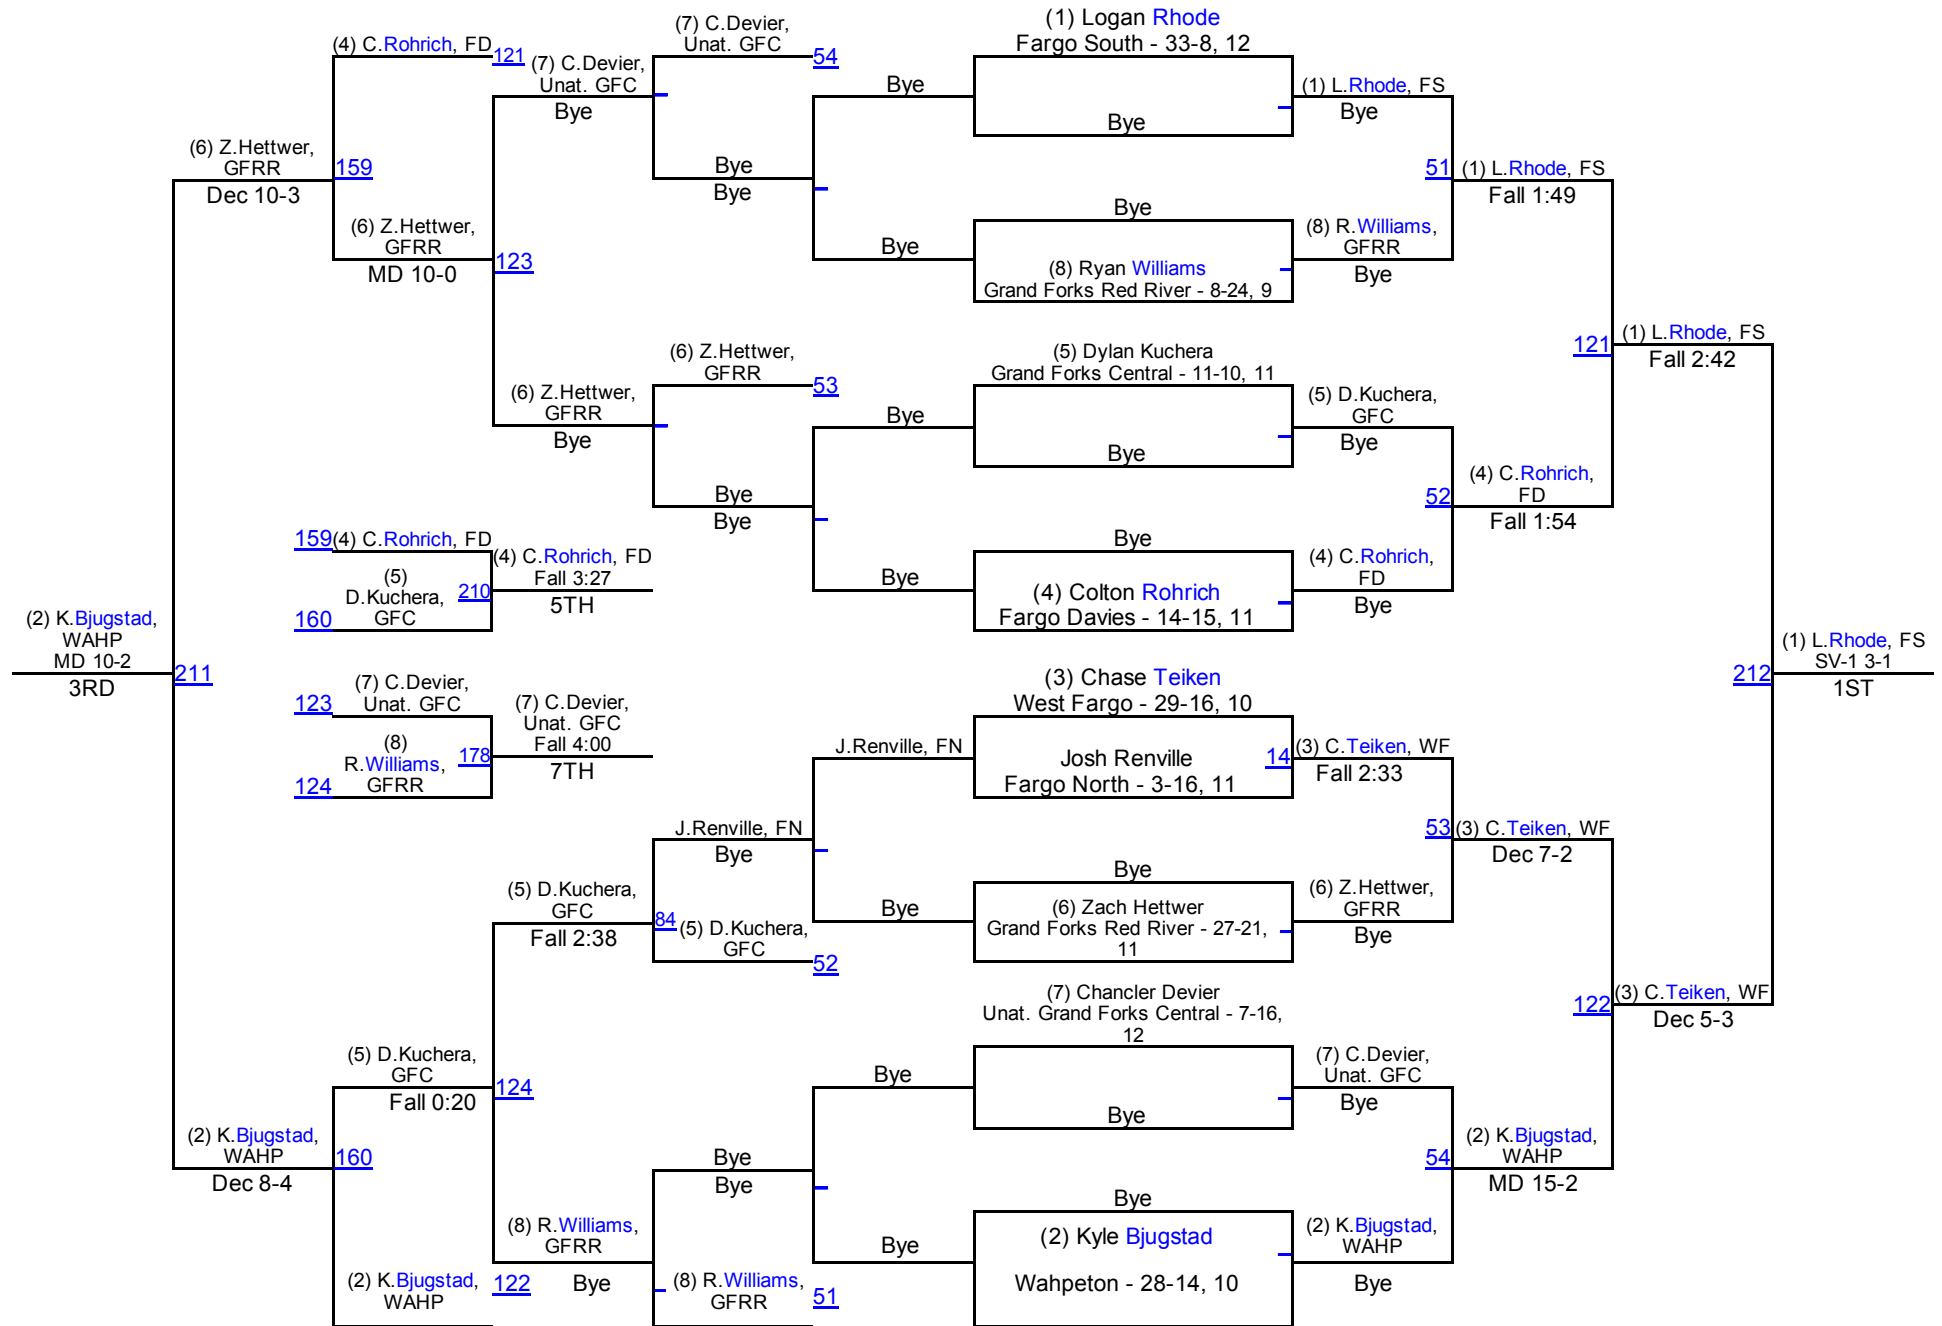 (7) C.Devier,
Unat. GFC
54
(1) Logan Rhode
Fargo South - 33-8, 12
(4) C.Rohrich, FD
121
(7) C.Devier,
Unat. GFC
Bye
Bye
Bye
(1) L.Rhode, FS
Bye
(6) Z.Hettwer,
GFRR
Dec 10-3
159
Bye
Bye
51
(1) L.Rhode, FS
Fall 1:49
(6) Z.Hettwer,
GFRR
MD 10-0
123
Bye
Bye
(8) Ryan Williams
Grand Forks Red River - 8-24, 9
(8) R.Williams,
GFRR
Bye
(6) Z.Hettwer,
GFRR
53
(5) Dylan Kuchera
Grand Forks Central - 11-10, 11
121
(1) L.Rhode, FS
Fall 2:42
(6) Z.Hettwer,
GFRR
Bye
Bye
Bye
(5) D.Kuchera,
GFC
Bye
Bye
Bye
52
(4) C.Rohrich,
FD
Fall 1:54
159
(4) C.Rohrich, FD
(5)
D.Kuchera,
GFC
160
210
(4) C.Rohrich, FD
Fall 3:27
5TH
Bye
Bye
(4) Colton Rohrich
Fargo Davies - 14-15, 11
(4) C.Rohrich,
FD
Bye
(2) K.Bjugstad,
WAHP
MD 10-2
3RD
211
(1) L.Rhode, FS
SV-1 3-1
1ST
212
123
(7) C.Devier,
Unat. GFC
(8)
R.Williams,
GFRR
124
178
(7) C.Devier,
Unat. GFC
Fall 4:00
7TH
J.Renville, FN
(3) Chase Teiken
West Fargo - 29-16, 10
Josh Renville
Fargo North - 3-16, 11
14
(3) C.Teiken, WF
Fall 2:33
J.Renville, FN
Bye
53
(3) C.Teiken, WF
Dec 7-2
(5) D.Kuchera,
GFC
Fall 2:38
84
(5) D.Kuchera,
GFC
52
Bye
Bye
(6) Zach Hettwer
Grand Forks Red River - 27-21,
11
(6) Z.Hettwer,
GFRR
Bye
(7) Chancler Devier
Unat. Grand Forks Central - 7-16,
12
122
(3) C.Teiken, WF
Dec 5-3
(5) D.Kuchera,
GFC
Fall 0:20
124
Bye
Bye
(7) C.Devier,
Unat. GFC
Bye
(2) K.Bjugstad,
WAHP
Dec 8-4
160
Bye
Bye
54
(2) K.Bjugstad,
WAHP
MD 15-2
(8) R.Williams,
GFRR
Bye
Bye
Bye
(2) Kyle Bjugstad
Wahpeton - 28-14, 10
(2) K.Bjugstad,
WAHP
Bye
(2) K.Bjugstad,
WAHP
122
(8) R.Williams,
GFRR
51